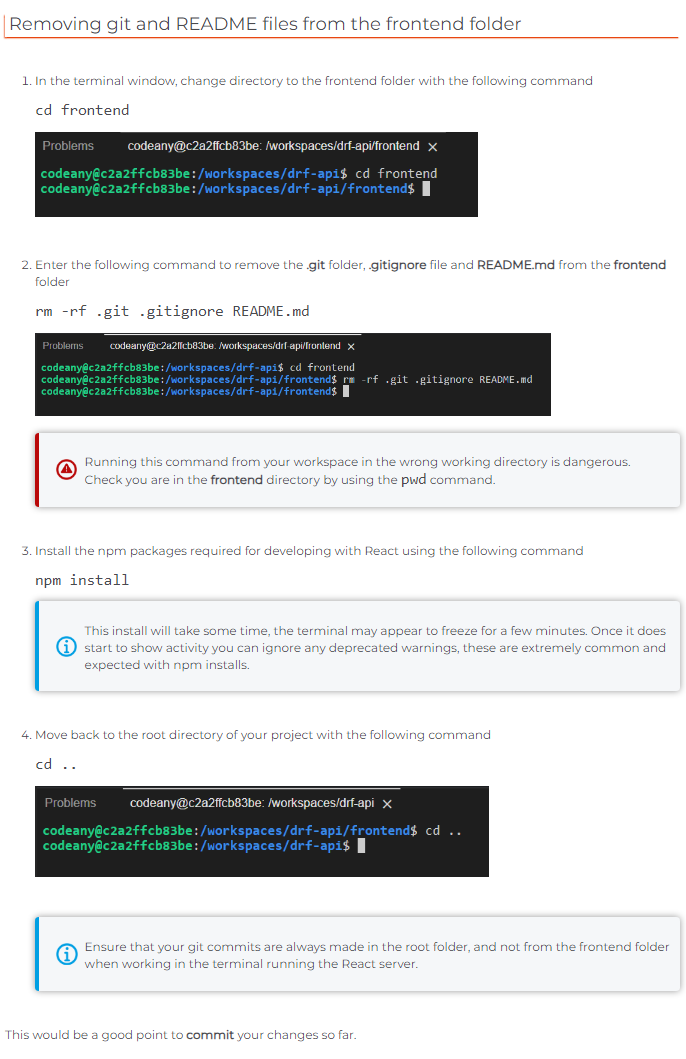 Removing git and README files from the frontend folder
1. In the terminal window, change directory to the frontend folder with the following command
cd frontend
Problems codeany@c2a2ffcb83be: /workspaces/drf-api/frontend ×
codeany@c2a2ffcb83be:/workspaces/drf-api$ cd frontend
codeany@c2a2ffcb83be:/workspaces/drf-api/frontend$
2. Enter the following command to remove the .git folder, .gitignore file and README.md from the frontend
folder
rm -rf .git .gitignore README.md
Problems codeany@c2a2ffcb83be: /workspaces/drf-api/frontend ×
codeany@c2a2ffcb83be:/workspaces/drf-api$ cd frontend
codeany@c2a2ffcb83be:/workspaces/drf-api/frontend$ rm -rf .git .gitignore README.md
codeany@c2a2ffcb83be:/workspaces/drf-api/frontend$
Running this command from your workspace in the wrong working directory is dangerous.
Check you are in the frontend directory by using the pwd command.
3. Install the npm packages required for developing with React using the following command
npm install
This install will take some time, the terminal may appear to freeze for a few minutes. Once it does
start to show activity you can ignore any deprecated warnings, these are extremely common and
expected with npm installs.
4. Move back to the root directory of your project with the following command
cd ..
Problems codeany@c2a2ffcb83be: /workspaces/drf-api ×
codeany@c2a2ffcb83be:/workspaces/drf-api/frontend$ cd ..
codeany@c2a2ffcb83be:/workspaces/drf-api$
Ensure that your git commits are always made in the root folder, and not from the frontend folder
when working in the terminal running the React server.
This would be a good point to commit your changes so far.